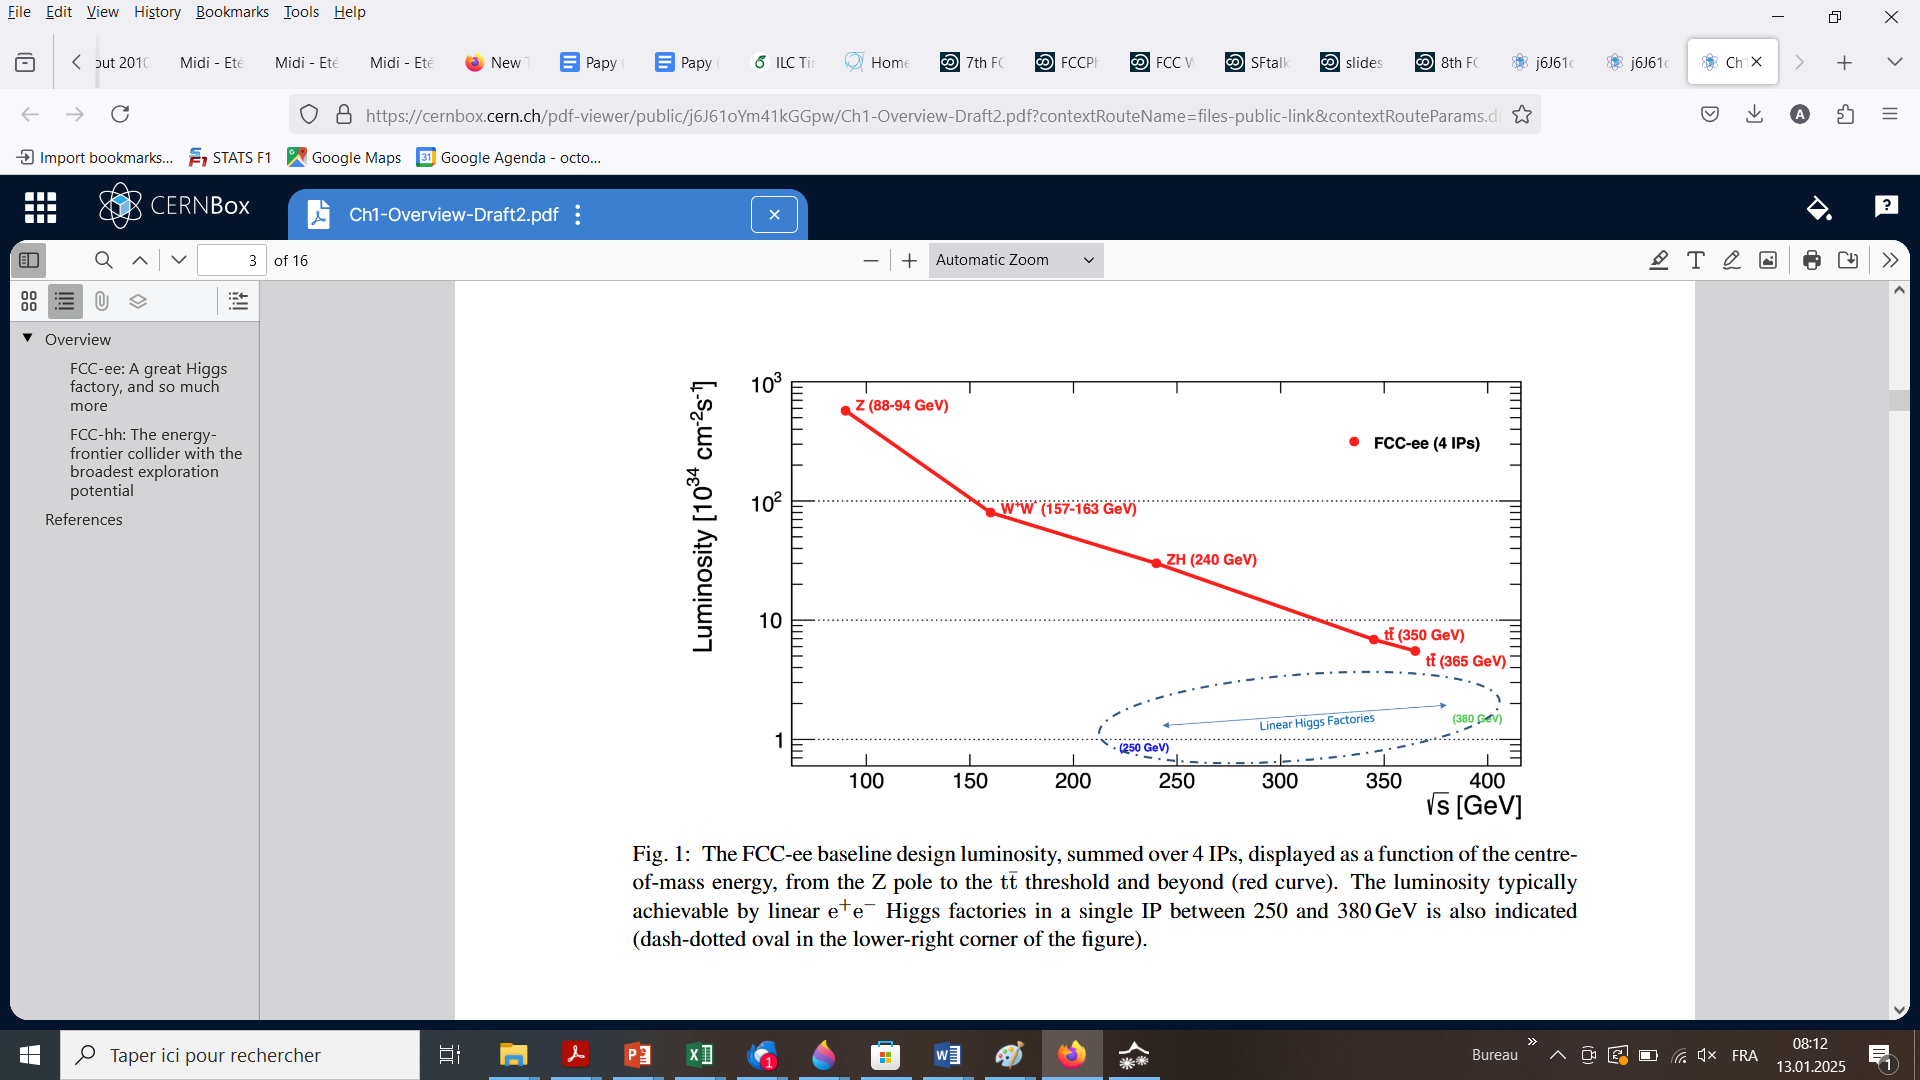 File Edit View History Bookmarks Tools Help
Midi - Eté Midi - Eté Midi - Eté New Papy Papy ILC Home 7th FC FCCPh FCC SFtalk slides 8th FC j6J61 j6J61 Ch
https://cernbox.cern.ch/pdf-viewer/public/j6J61oYm41kGGpw/Ch1-Overview-Draft2.pdf?contextRouteName=files-public-link&contextRouteParams.d
Import bookmarks... STATS F1 Google Maps 31 Google Agenda - octo...
CERNBox Ch1-Overview-Draft2.pdf
3 of 16 Automatic Zoom
Overview
FCC-ee: A great Higgs
factory, and so much
more
FCC-hh: The energy-
frontier collider with the
broadest exploration
potential
References
Luminosity [10³⁴ cm⁻²s⁻¹]
10³
Z (88-94 GeV)
FCC-ee (4 IPs)
10²
W⁺W⁻ (157-163 GeV)
ZH (240 GeV)
10
tt̄ (350 GeV)
tt̄ (365 GeV)
Linear Higgs Factories
(380 GeV)
1
(250 GeV)
100 150 200 250 300 350 400
√s [GeV]
Fig. 1: The FCC-ee baseline design luminosity, summed over 4 IPs, displayed as a function of the centre-
of-mass energy, from the Z pole to the tt̄ threshold and beyond (red curve). The luminosity typically
achievable by linear e⁺e⁻ Higgs factories in a single IP between 250 and 380 GeV is also indicated
(dash-dotted oval in the lower-right corner of the figure).
Taper ici pour rechercher
1
Bureau
FRA
08:12
13.01.2025
1